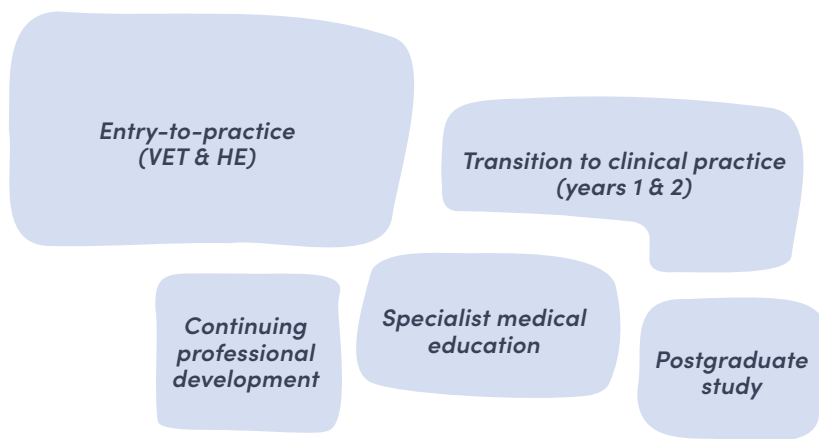 Entry-to-practice
(VET & HE)
Transition to clinical practice
(years 1 & 2)
Continuing
professional
development
Specialist medical
education
Postgraduate
study